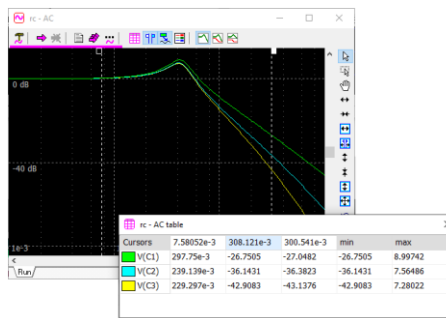 rc - AC
0 dB
-40 dB
1e-3
Run
rc - AC table
Cursors 7.58052e-3 308.121e-3 300.541e-3 min max
V(C1) 297.75e-3 -26.7505 -27.0482 -26.7505 8.99742
V(C2) 239.139e-3 -36.1431 -36.3823 -36.1431 7.56486
V(C3) 229.297e-3 -42.9083 -43.1376 -42.9083 7.28022